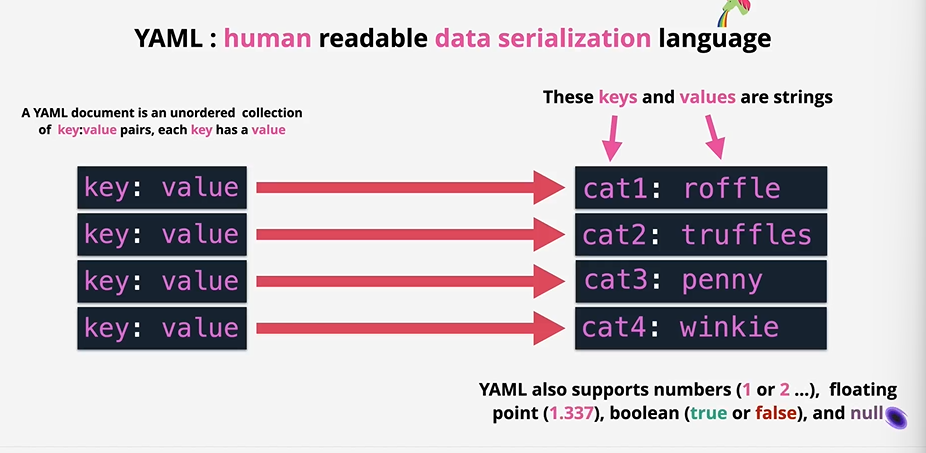 YAML : human readable data serialization language
A YAML document is an unordered collection
of key:value pairs, each key has a value
These keys and values are strings
key: value
key: value
key: value
key: value
cat1: roffle
cat2: truffles
cat3: penny
cat4: winkie
YAML also supports numbers (1 or 2 ...), floating
point (1.337), boolean (true or false), and null